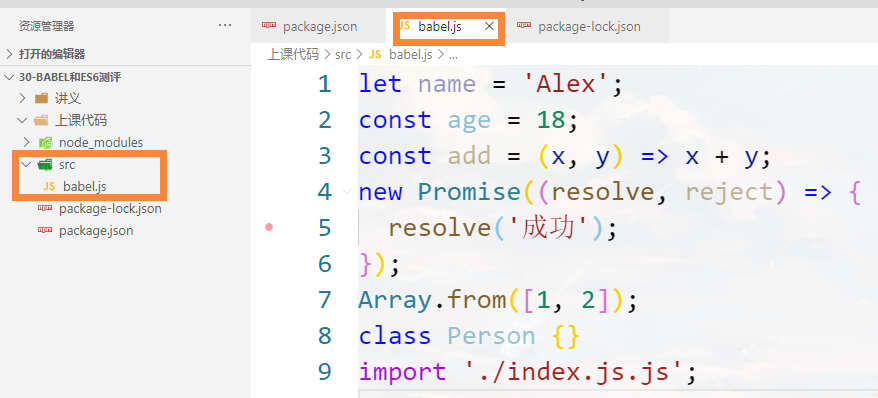 资源管理器 ...
打开的编辑器
30-BABEL和ES6测评
讲义
上课代码
node_modules
src
JS babel.js
npm package-lock.json
npm package.json
npm package.json JS babel.js × npm package-lock.json
上课代码 > src > JS babel.js > ...
1 let name = 'Alex';
2 const age = 18;
3 const add = (x, y) => x + y;
4 new Promise((resolve, reject) => {
5 resolve('成功');
6 });
7 Array.from([1, 2]);
8 class Person {}
9 import './index.js.js';